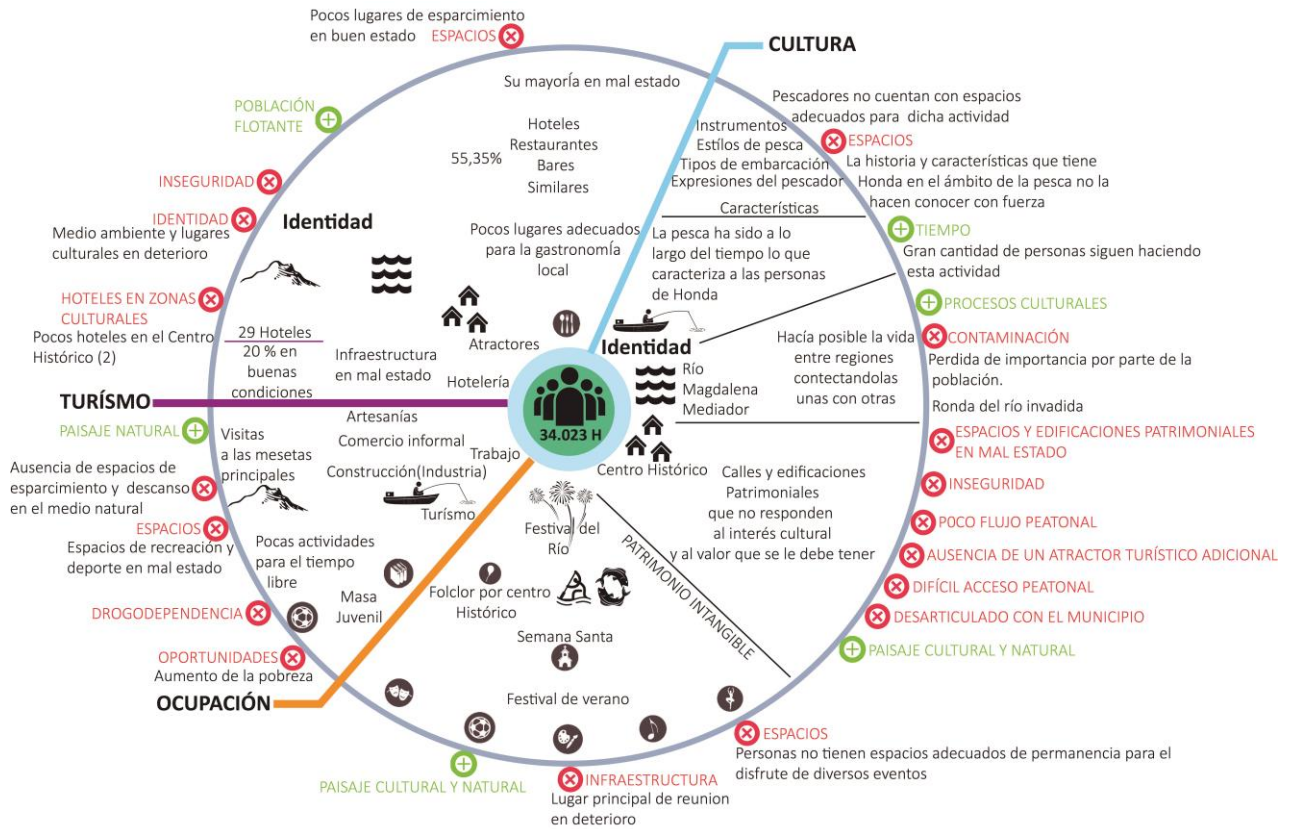 Pocos lugares de esparcimiento
en buen estado ESPACIOS
CULTURA
Su mayoría en mal estado
POBLACIÓN
FLOTANTE
Hoteles
Restaurantes
55,35%
Bares
Similares
Pescadores no cuentan con espacios
adecuados para dicha actividad
Instrumentos
Estílos de pesca
Tipos de embarcación
Expresiones del pescador
ESPACIOS
La historia y características que tiene
Honda en el ámbito de la pesca no la
hacen conocer con fuerza
INSEGURIDAD
IDENTIDAD
Medio ambiente y lugares
culturales en deterioro
Identidad
Pocos lugares adecuados
para la gastronomía
local
Características
La pesca ha sido a lo
largo del tiempo lo que
caracteriza a las personas
de Honda
TIEMPO
Gran cantidad de personas siguen haciendo
esta actividad
HOTELES EN ZONAS
CULTURALES
Pocos hoteles en el Centro
Histórico (2)
29 Hoteles
20 % en
buenas
condiciones
Infraestructura
en mal estado
Atractores
Hotelería
Identidad
Río
Magdalena
Mediador
Hacía posible la vida
entre regiones
contectandolas
unas con otras
PROCESOS CULTURALES
CONTAMINACIÓN
Perdida de importancia por parte de la
población.
Ronda del río invadida
TURÍSMO
34.023 H
PAISAJE NATURAL
Visitas
a las mesetas
principales
Artesanías
Comercio informal
Trabajo
Construcción(Industria)
Turísmo
Centro Histórico
Calles y edificaciones
Patrimoniales
que no responden
al interés cultural
y al valor que se le debe tener
ESPACIOS Y EDIFICACIONES PATRIMONIALES
EN MAL ESTADO
INSEGURIDAD
POCO FLUJO PEATONAL
AUSENCIA DE UN ATRACTOR TURÍSTICO ADICIONAL
DIFÍCIL ACCESO PEATONAL
DESARTICULADO CON EL MUNICIPIO
PAISAJE CULTURAL Y NATURAL
Ausencia de espacios de
esparcimiento y descanso
en el medio natural
ESPACIOS
Espacios de recreación y
deporte en mal estado
Pocas actividades
para el tiempo
libre
Masa
Juvenil
DROGODEPENDENCIA
OPORTUNIDADES
Aumento de la pobreza
OCUPACIÓN
Festival del
Río
PATRIMONIO INTANGIBLE
Folclor por centro
Histórico
Semana Santa
Festival de verano
ESPACIOS
Personas no tienen espacios adecuados de permanencia para el
disfrute de diversos eventos
PAISAJE CULTURAL Y NATURAL
INFRAESTRUCTURA
Lugar principal de reunion
en deterioro